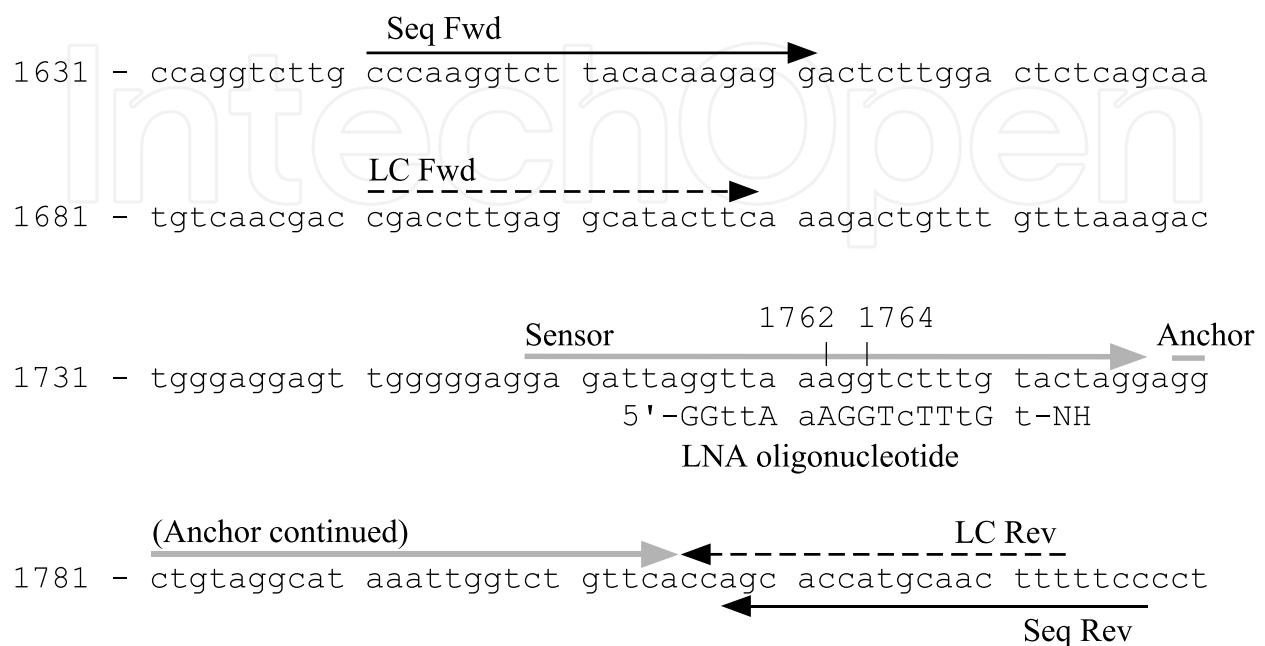 Seq Fwd
1631 - ccaggtcttg cccaaggtct tacacaagag gactcttgga ctctcagcaa
IntechOpen
LC Fwd
1681 - tgtcaacgac cgaccttgag gcatacttca aagactgttt gtttaaagac
1762 1764
Sensor Anchor
1731 - tgggaggagt tgggggagga gattaggtta aaggtctttg tactaggagg
5'-GGttA aAGGTcTTtG t-NH
LNA oligonucleotide
(Anchor continued) LC Rev
1781 - ctgtaggcat aaattggtct gttcaccagc accatgcaac tttttcccct
Seq Rev